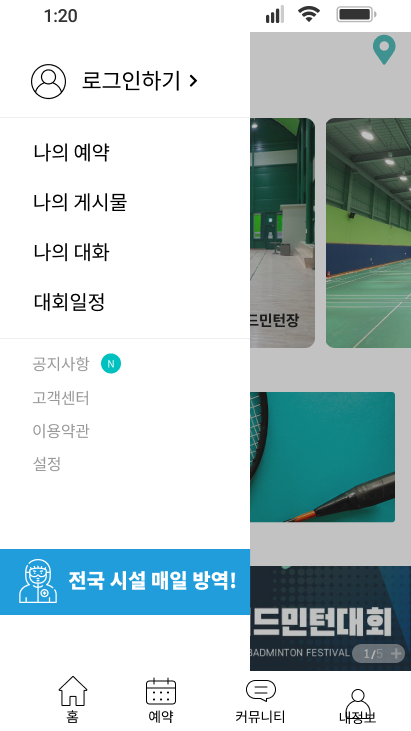 1:20
로그인하기
나의 예약
나의 게시물
나의 대화
대회일정
드민턴장
공지사항 N
고객센터
이용약관
설정
전국 시설 매일 방역!
드민턴대회
BADMINTON FESTIVAL
1/5 +
홈
예약
커뮤니티
내정보